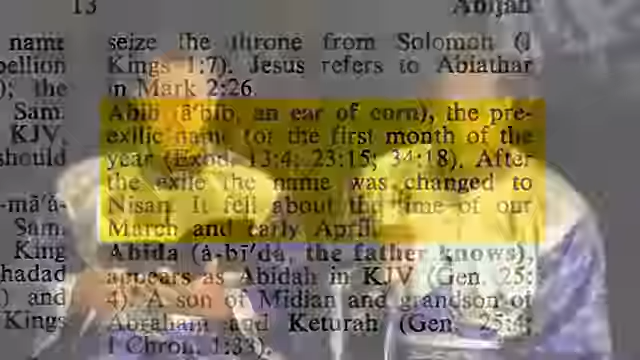 13
Abijah
name
bellion
); the
Sam.
KJV,
should
-mā′á-
Sam.
King
hadad
) and
Kings
seize the throne from Solomon (I
Kings 1:7). Jesus refers to Abiathar
in Mark 2:26.
Abib (ā′bĭb, an ear of corn), the pre-
exilic name for the first month of the
year (Exod. 13:4; 23:15; 34:18). After
the exile the name was changed to
Nisan. It fell about the time of our
March and early April.
Abida (á-bī′dá, the father knows),
appears as Abidah in KJV (Gen. 25:
4). A son of Midian and grandson of
Abraham and Keturah (Gen. 25:4;
I Chron. 1:33).